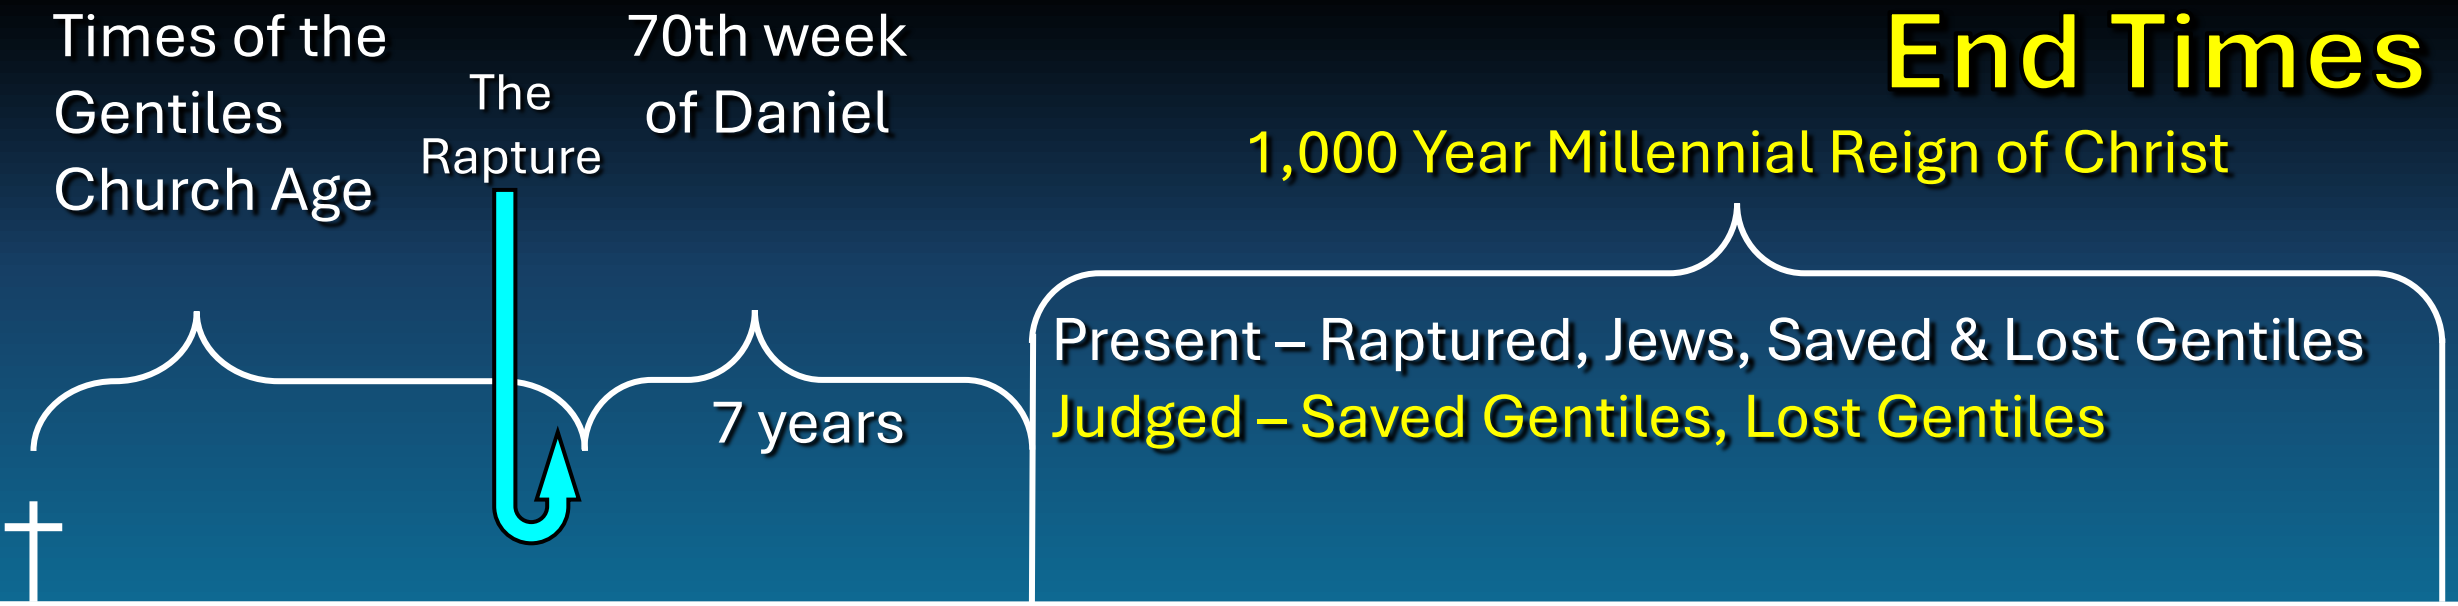 Times of the
Gentiles
Church Age
The
Rapture
70th week
of Daniel
7 years
End Times
1,000 Year Millennial Reign of Christ
Present – Raptured, Jews, Saved & Lost Gentiles
Judged – Saved Gentiles, Lost Gentiles